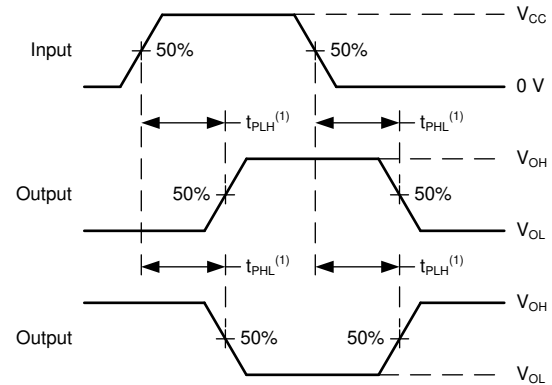 V_CC
Input 50% 50%
0 V
t_PLH^(1) t_PHL^(1)
V_OH
Output 50% 50%
V_OL
t_PHL^(1) t_PLH^(1)
V_OH
Output 50% 50%
V_OL